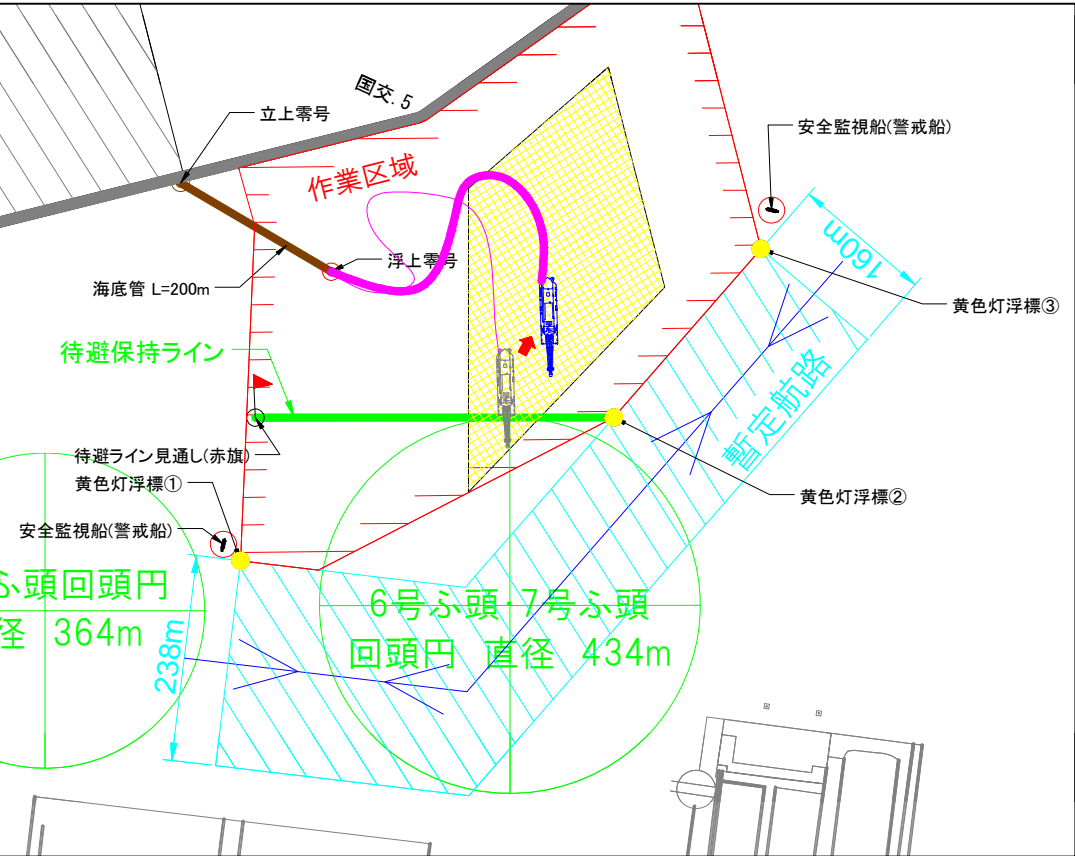 国交.5
立上零号
安全監視船(警戒船)
作業区域
160m
浮上零号
海底管 L=200m
黄色灯浮標③
待避保持ライン
暫定航路
待避ライン見通し(赤旗)
黄色灯浮標①
黄色灯浮標②
安全監視船(警戒船)
ふ頭回頭円
径 364m
6号ふ頭・7号ふ頭
回頭円 直径 434m
238m